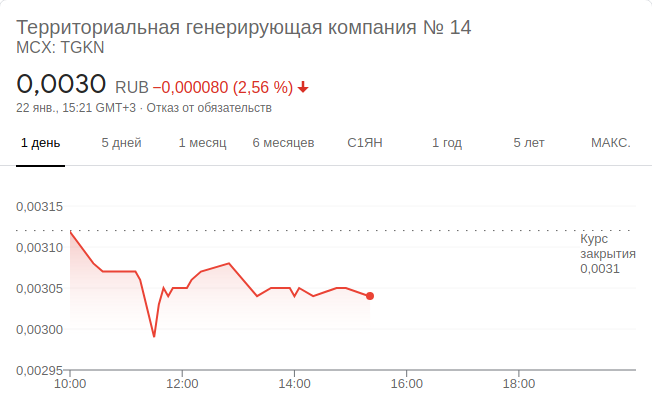 Территориальная генерирующая компания № 14
MCX: TGKN
0,0030 RUB −0,000080 (2,56 %)
22 янв., 15:21 GMT+3 · Отказ от обязательств
1 день 5 дней 1 месяц 6 месяцев С1ЯН 1 год 5 лет МАКС.
0,00315
0,00310
0,00305
0,00300
0,00295
Курс
закрытия
0,0031
10:00 12:00 14:00 16:00 18:00